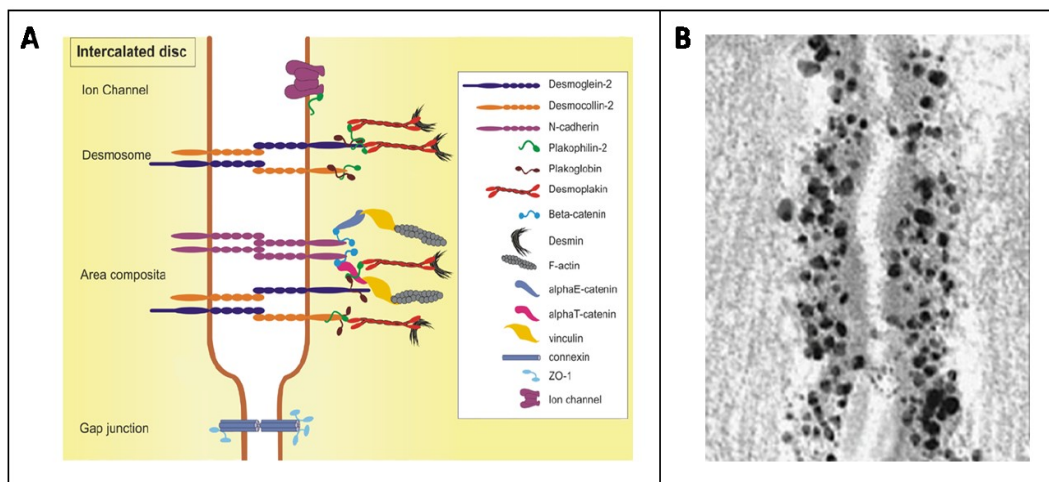 A
Intercalated disc
Ion Channel
Desmosome
Area composita
Gap junction
Desmoglein-2
Desmocollin-2
N-cadherin
Plakophilin-2
Plakoglobin
Desmoplakin
Beta-catenin
Desmin
F-actin
alphaE-catenin
alphaT-catenin
vinculin
connexin
ZO-1
Ion channel
B